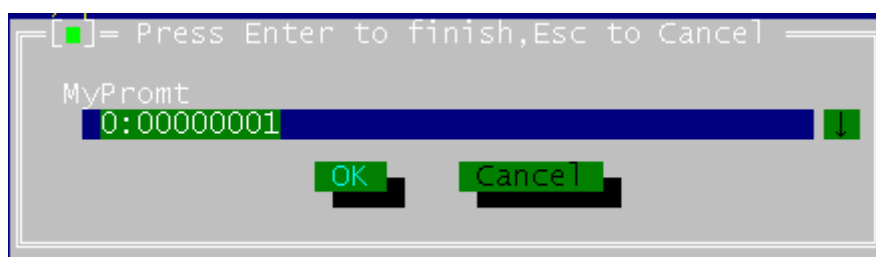 [■]= Press Enter to finish,Esc to Cancel
MyPromt
0:00000001 ↓
OK Cancel